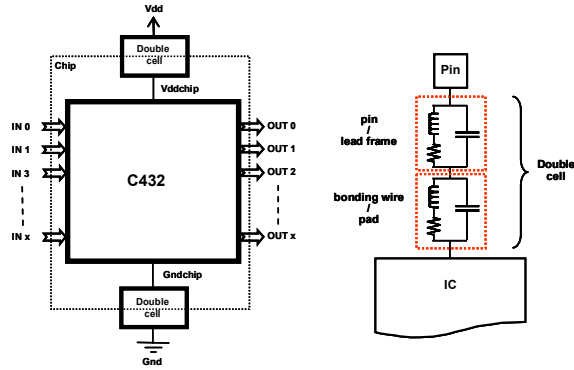 Vdd
Double
cell
Chip
Vddchip
IN 0
IN 1
IN 3
IN x
C432
OUT 0
OUT 1
OUT 2
OUT x
Gndchip
Double
cell
Gnd
Pin
pin
/
lead frame
bonding wire
/
pad
Double
cell
IC